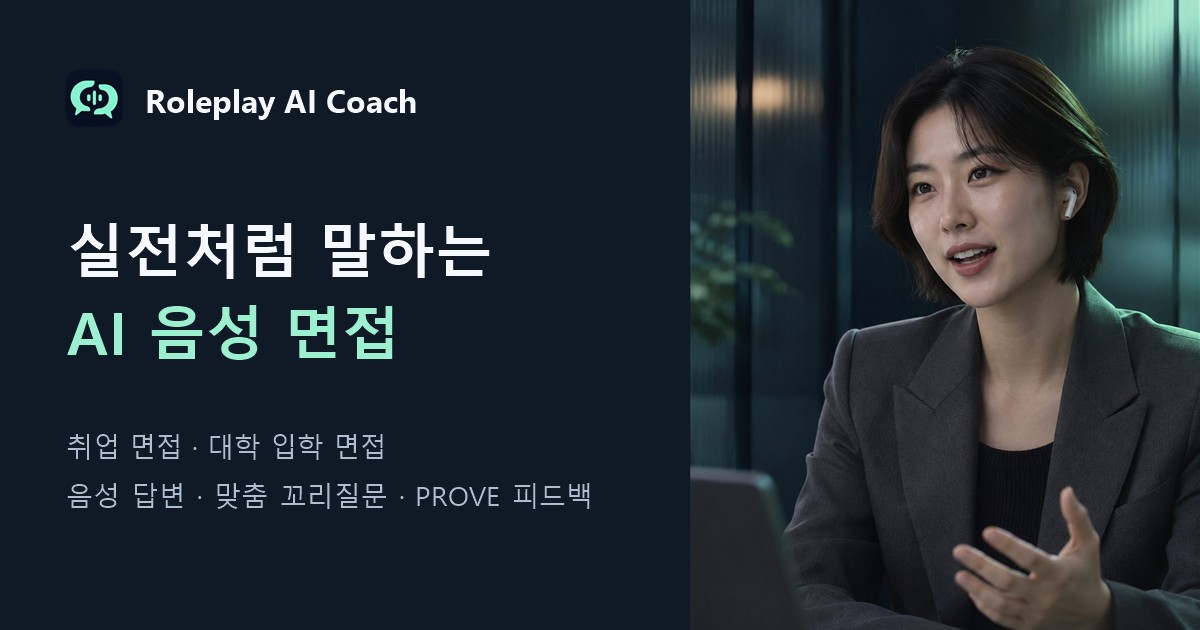 Roleplay AI Coach
실전처럼 말하는
AI 음성 면접
취업 면접 · 대학 입학 면접
음성 답변 · 맞춤 꼬리질문 · PROVE 피드백